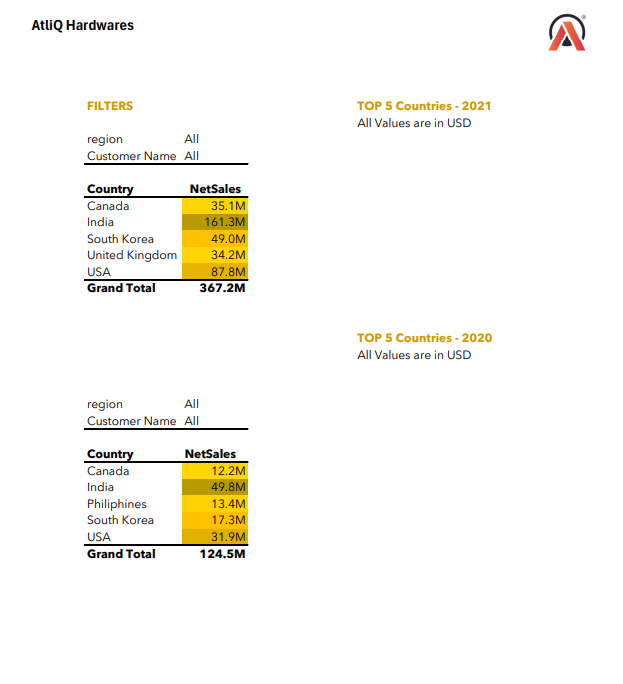 AtliQ Hardwares
FILTERS
TOP 5 Countries - 2021
All Values are in USD
region All
Customer Name All
Country NetSales
Canada 35.1M
India 161.3M
South Korea 49.0M
United Kingdom 34.2M
USA 87.8M
Grand Total 367.2M
TOP 5 Countries - 2020
All Values are in USD
region All
Customer Name All
Country NetSales
Canada 12.2M
India 49.8M
Philiphines 13.4M
South Korea 17.3M
USA 31.9M
Grand Total 124.5M